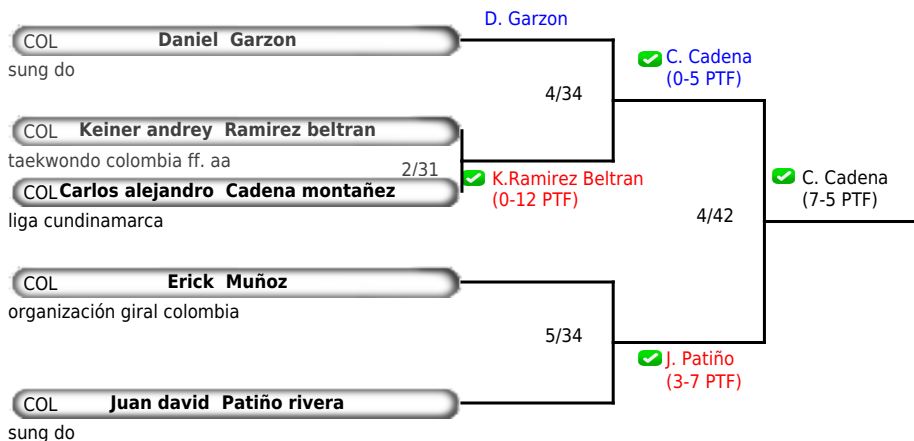 D. Garzon
COL Daniel Garzon
sung do
C. Cadena
(0-5 PTF)
4/34
COL Keiner andrey Ramirez beltran
taekwondo colombia ff. aa
2/31
K.Ramirez Beltran
(0-12 PTF)
COL Carlos alejandro Cadena montañez
liga cundinamarca
C. Cadena
(7-5 PTF)
4/42
COL Erick Muñoz
organización giral colombia
5/34
J. Patiño
(3-7 PTF)
COL Juan david Patiño rivera
sung do